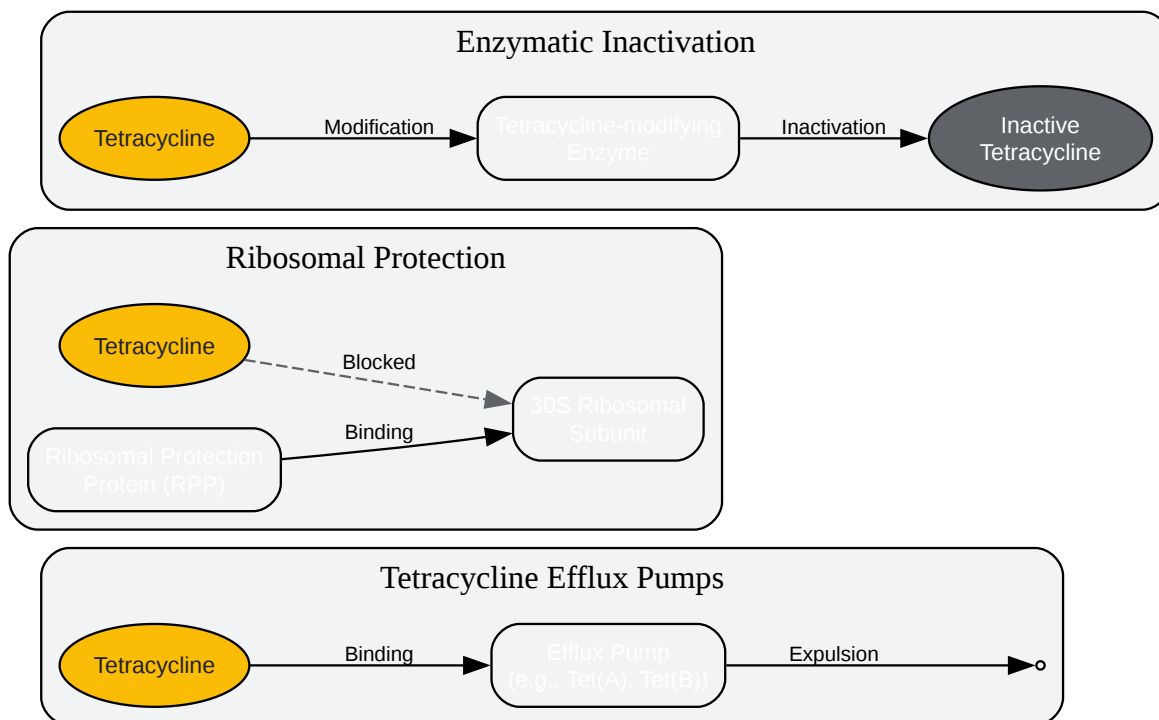 Enzymatic Inactivation
Tetracycline
Modification
Tetracycline-modifying
Enzyme
Inactivation
Inactive
Tetracycline
Ribosomal Protection
Tetracycline
Blocked
30S Ribosomal
Subunit
Binding
Ribosomal Protection
Protein (RPP)
Tetracycline Efflux Pumps
Tetracycline
Binding
Efflux Pump
(e.g., Tet(A), Tet(B))
Expulsion